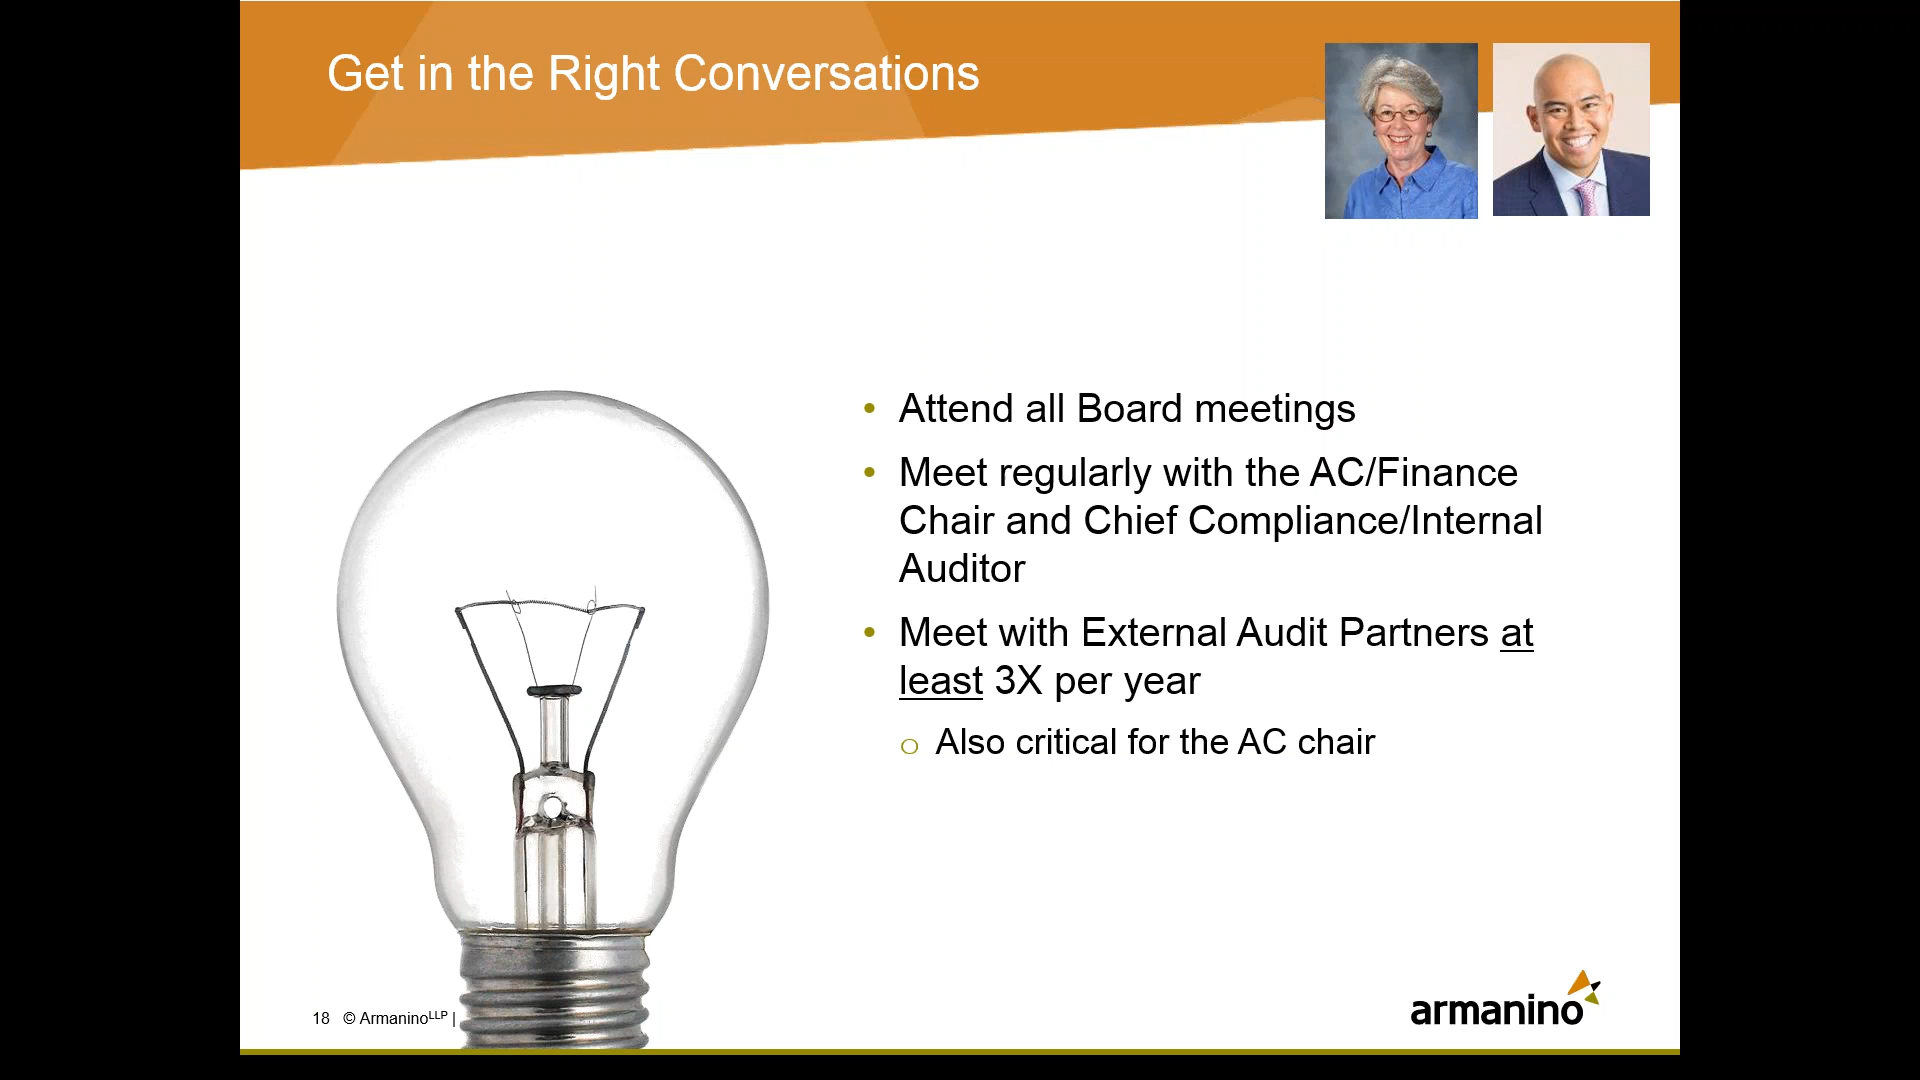 Get in the Right Conversations
• Attend all Board meetings
• Meet regularly with the AC/Finance
Chair and Chief Compliance/Internal
Auditor
• Meet with External Audit Partners at
least 3X per year
o Also critical for the AC chair
18 © ArmaninoLLP |
armanino